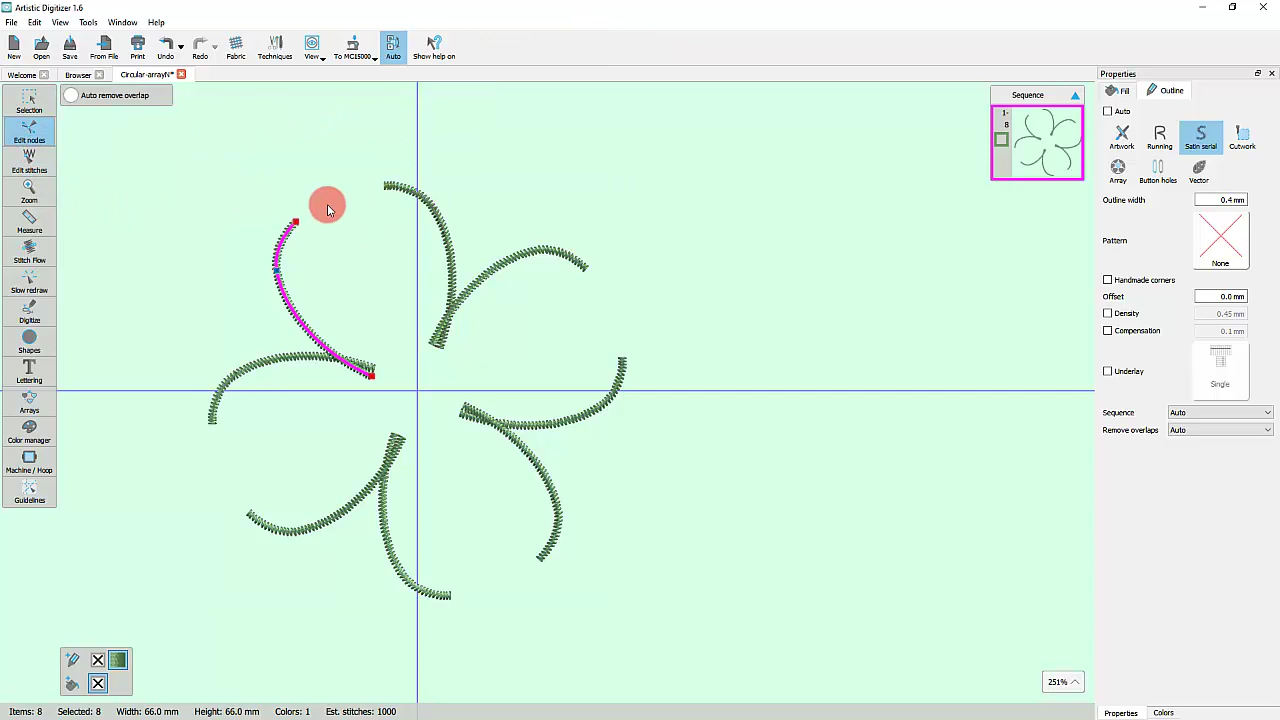 Artistic Digitizer 1.6
File Edit View Tools Window Help
New Open Save From File Print Undo Redo Fabric Techniques View To MC15000 Auto Show help on
Welcome Browser Circular-arrayN*
Auto remove overlap
Selection
Edit nodes
Edit stitches
Zoom
Measure
Stitch Flow
Slow redraw
Digitize
Shapes
Lettering
Arrays
Color manager
Machine / Hoop
Guidelines
Sequence
1-
8
251%
Properties
Fill Outline
Auto
Artwork Running Satin serial Cutwork
Array Button holes Vector
Outline width 0.4 mm
Pattern
None
Handmade corners
Offset 0.0 mm
Density 0.45 mm
Compensation 0.1 mm
Underlay
Single
Sequence Auto
Remove overlaps Auto
Items: 8 Selected: 8 Width: 66.0 mm Height: 66.0 mm Colors: 1 Est. stitches: 1000
Properties Colors